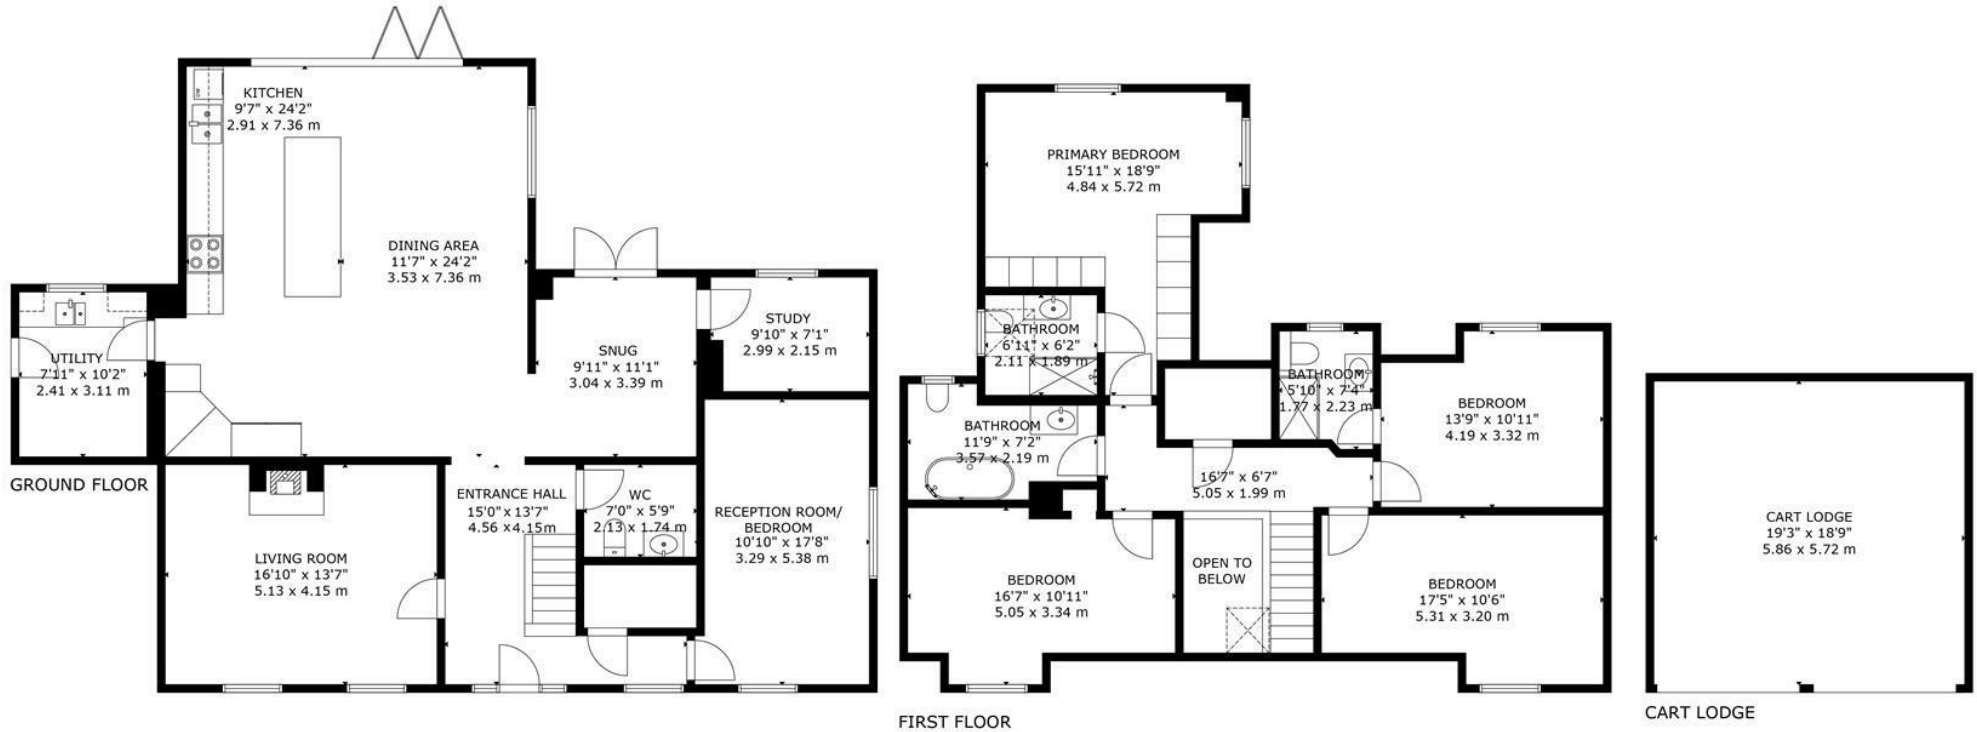 KITCHEN
9'7" x 24'2"
2.91 x 7.36 m
DINING AREA
11'7" x 24'2"
3.53 x 7.36 m
UTILITY
7'11" x 10'2"
2.41 x 3.11 m
SNUG
9'11" x 11'1"
3.04 x 3.39 m
STUDY
9'10" x 7'1"
2.99 x 2.15 m
GROUND FLOOR
LIVING ROOM
16'10" x 13'7"
5.13 x 4.15 m
ENTRANCE HALL
15'0" x 13'7"
4.56 x 4.15 m
WC
7'0" x 5'9"
2.13 x 1.74 m
RECEPTION ROOM/
BEDROOM
10'10" x 17'8"
3.29 x 5.38 m
PRIMARY BEDROOM
15'11" x 18'9"
4.84 x 5.72 m
BATHROOM
6'11" x 6'2"
2.11 x 1.89 m
BATHROOM
11'9" x 7'2"
3.57 x 2.19 m
BATHROOM
5'10" x 7'4"
1.77 x 2.23 m
BEDROOM
13'9" x 10'11"
4.19 x 3.32 m
16'7" x 6'7"
5.05 x 1.99 m
BEDROOM
16'7" x 10'11"
5.05 x 3.34 m
OPEN TO
BELOW
BEDROOM
17'5" x 10'6"
5.31 x 3.20 m
FIRST FLOOR
CART LODGE
19'3" x 18'9"
5.86 x 5.72 m
CART LODGE